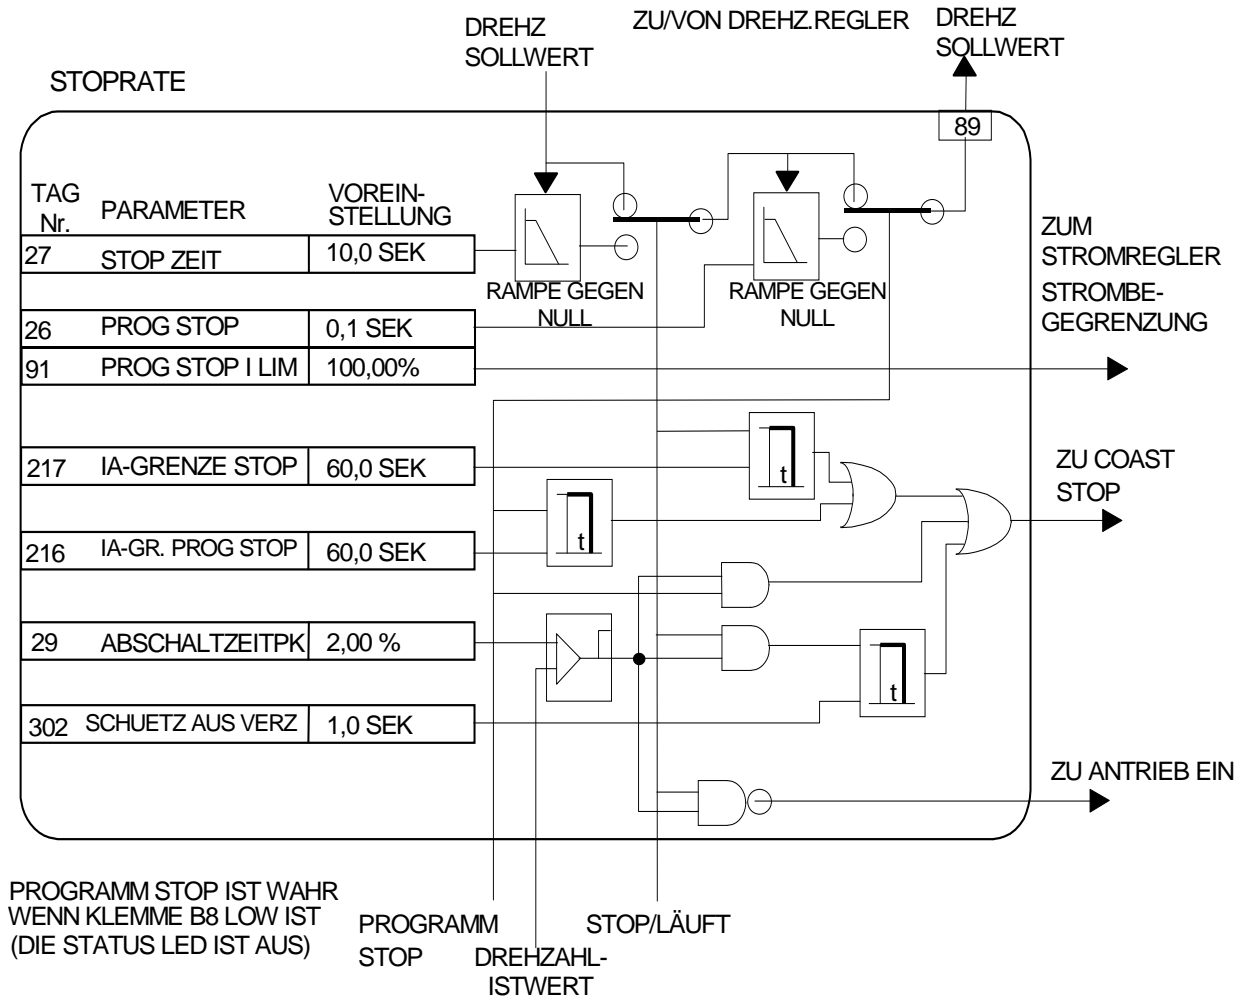 DREHZ
SOLLWERT
ZU/VON DREHZ.REGLER
DREHZ
SOLLWERT
STOPRATE
89
TAG
Nr.
PARAMETER
VOREIN-
STELLUNG
27 STOP ZEIT 10,0 SEK
26 PROG STOP 0,1 SEK
91 PROG STOP I LIM 100,00%
217 IA-GRENZE STOP 60,0 SEK
216 IA-GR. PROG STOP 60,0 SEK
29 ABSCHALTZEITPK 2,00 %
302 SCHUETZ AUS VERZ 1,0 SEK
RAMPE GEGEN
NULL
RAMPE GEGEN
NULL
t
t
t
ZUM
STROMREGLER
STROMBE-
GEGRENZUNG
ZU COAST
STOP
ZU ANTRIEB EIN
PROGRAMM STOP IST WAHR
WENN KLEMME B8 LOW IST
(DIE STATUS LED IST AUS)
PROGRAMM
STOP
DREHZAHL-
ISTWERT
STOP/LÄUFT